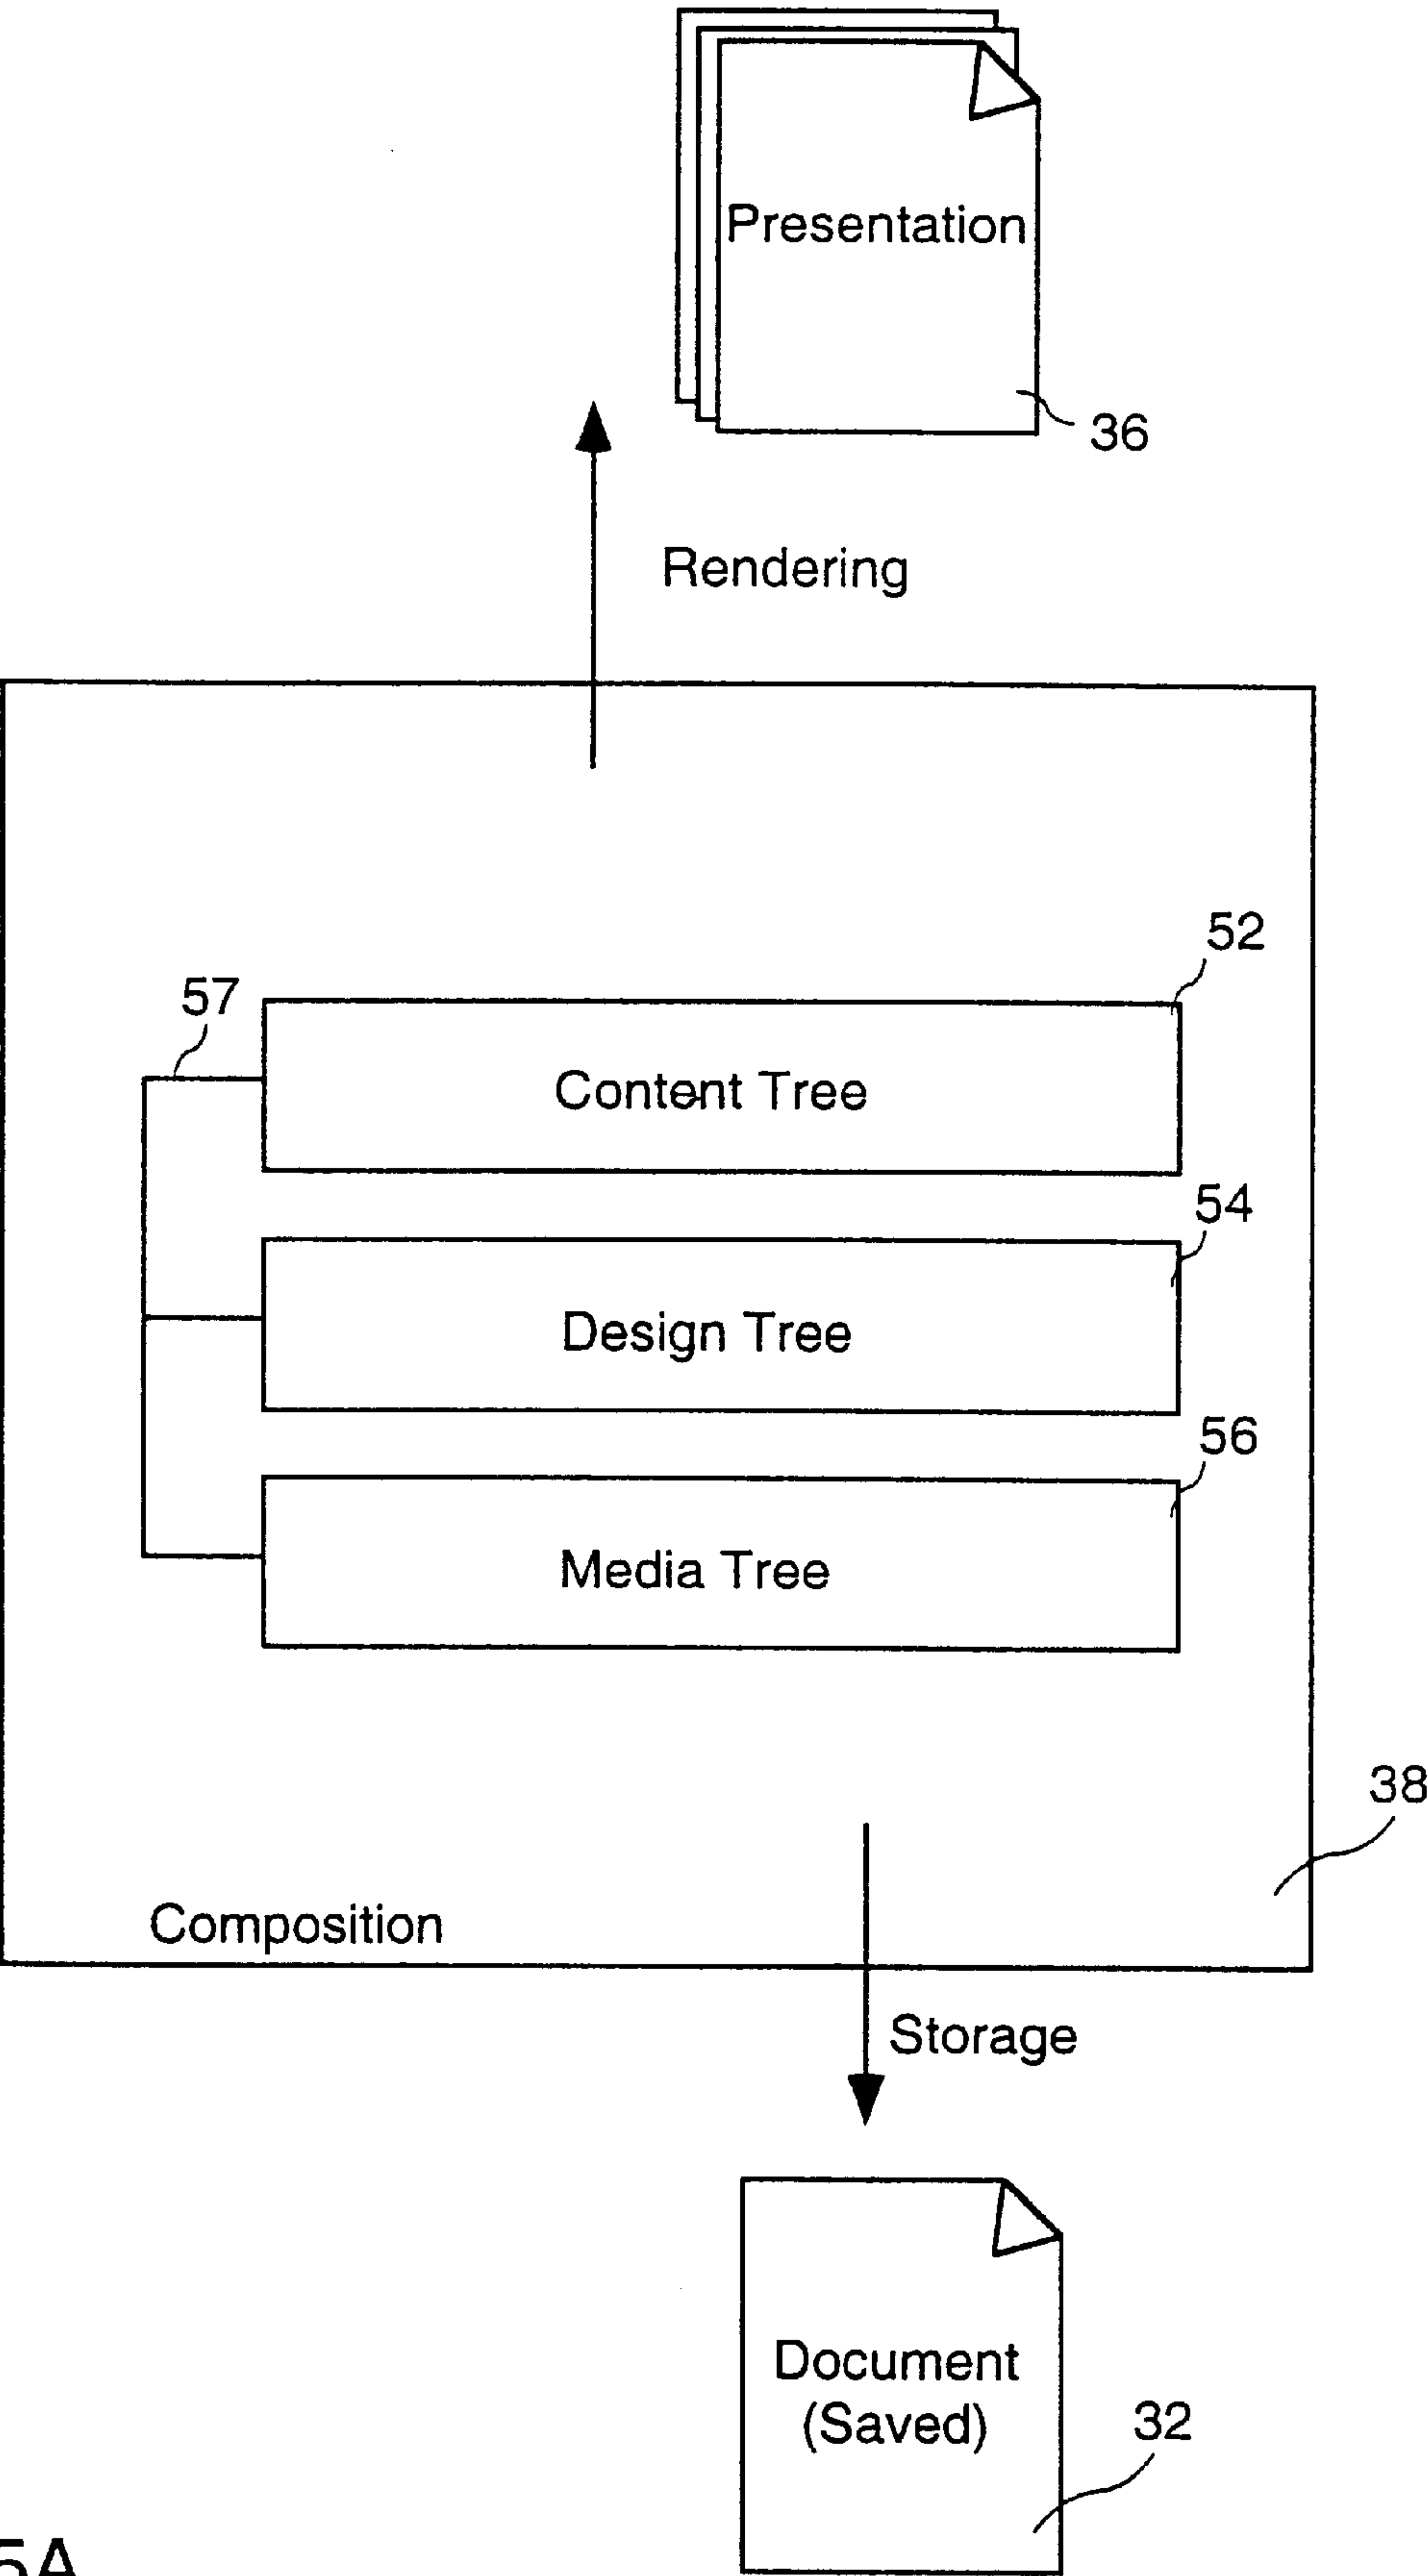 Presentation
36
Rendering
52
57
Content Tree
54
Design Tree
56
Media Tree
38
Composition
Storage
Document
(Saved)
32
5A